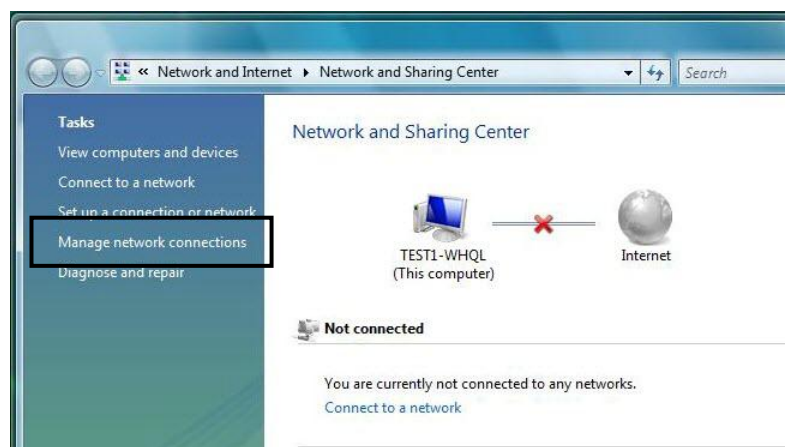 « Network and Internet ▸ Network and Sharing Center
Search
Tasks
View computers and devices
Connect to a network
Set up a connection or network
Manage network connections
Diagnose and repair
Network and Sharing Center
TEST1-WHQL
(This computer)
Internet
Not connected
You are currently not connected to any networks.
Connect to a network